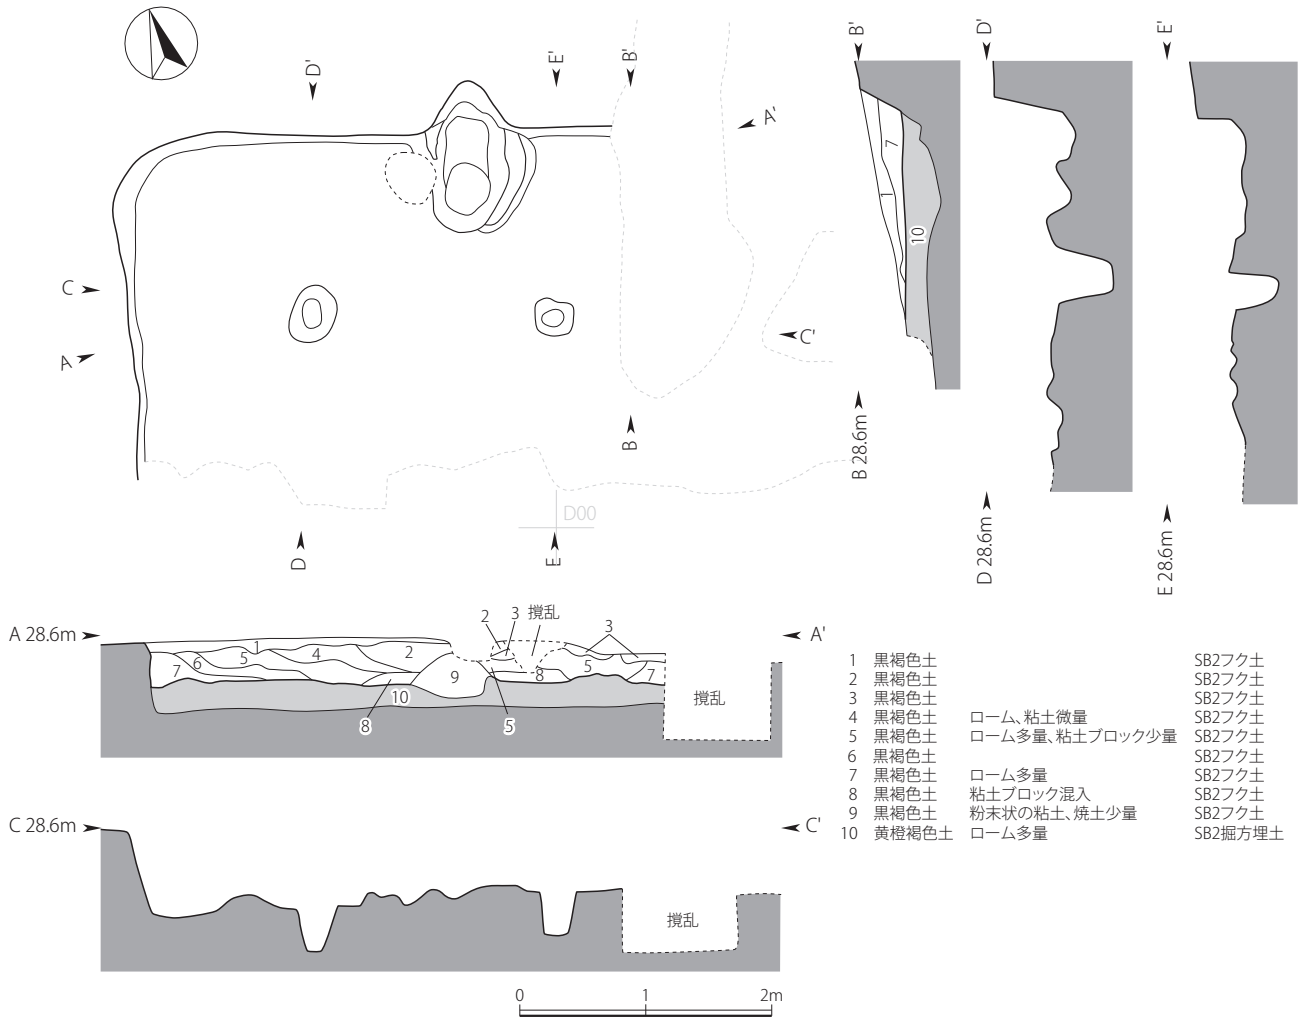 D'
E'
B'
A'
C
A
C'
B
D00
D
E
B'
D'
E'
1
7
10
B 28.6m
D 28.6m
E 28.6m
A 28.6m
A'
2
3
撹乱
3
1
2
7
6
5
4
9
8
5
7
10
8
5
撹乱
C 28.6m
C'
撹乱
0 1 2m
1 黒褐色土 SB2フク土
2 黒褐色土 SB2フク土
3 黒褐色土 SB2フク土
4 黒褐色土 ローム、粘土微量 SB2フク土
5 黒褐色土 ローム多量、粘土ブロック少量 SB2フク土
6 黒褐色土 SB2フク土
7 黒褐色土 ローム多量 SB2フク土
8 黒褐色土 粘土ブロック混入 SB2フク土
9 黒褐色土 粉末状の粘土、焼土少量 SB2フク土
10 黄橙褐色土 ローム多量 SB2掘方埋土